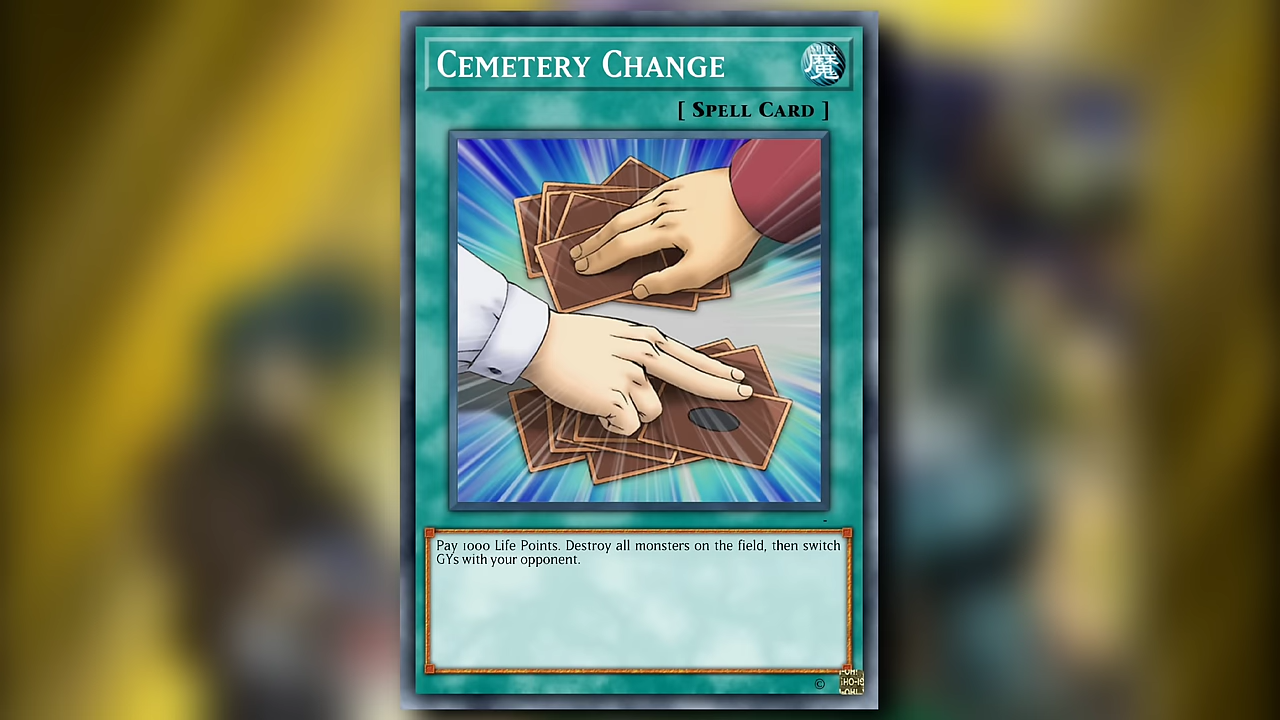 Cemetery Change
魔
[ Spell Card ]
-
Pay 1000 Life Points. Destroy all monsters on the field, then switch
GYs with your opponent.
©